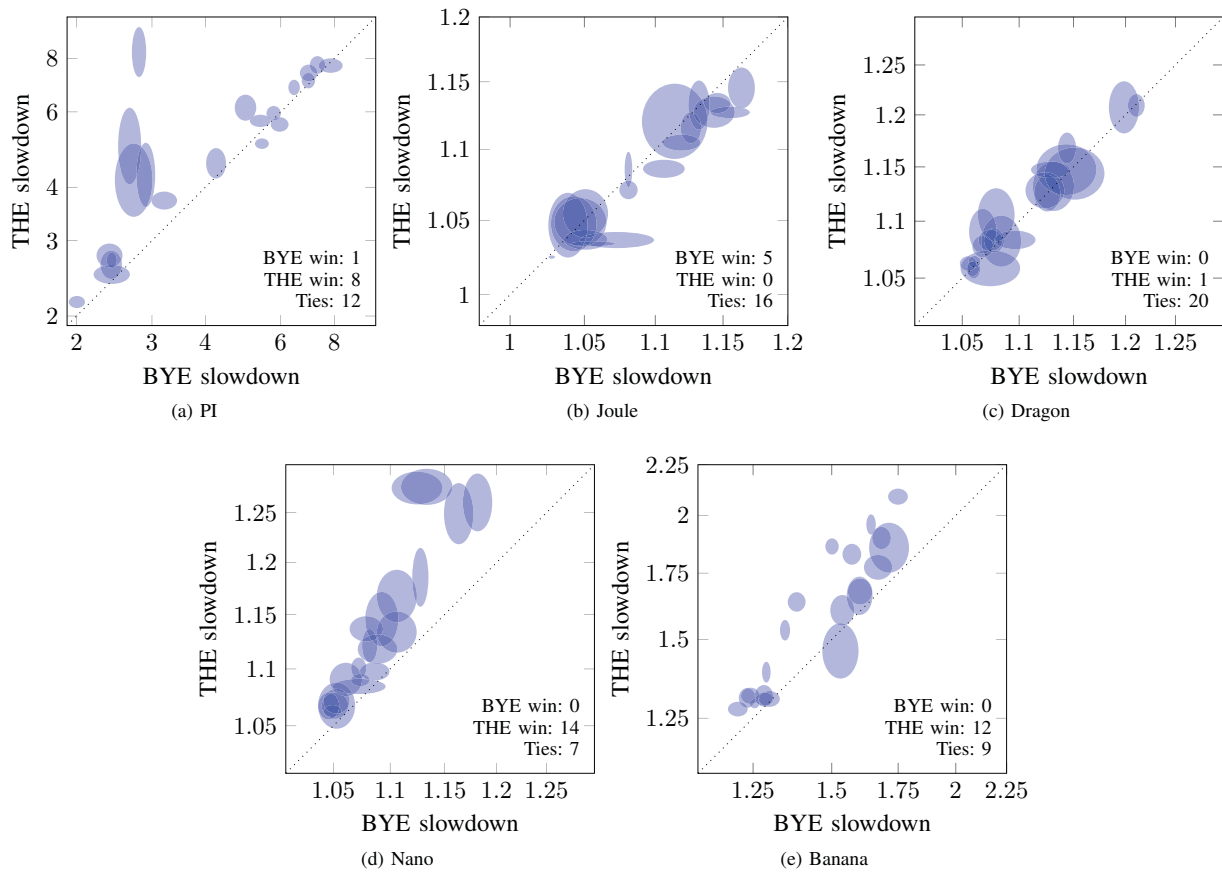 THE slowdown
8
6
4
3
2
BYE win: 1
THE win: 8
Ties: 12
2
3
4
6
8
BYE slowdown
(a) PI
THE slowdown
1.2
1.15
1.1
1.05
1
BYE win: 5
THE win: 0
Ties: 16
1
1.05
1.1
1.15
1.2
BYE slowdown
(b) Joule
THE slowdown
1.25
1.2
1.15
1.1
1.05
BYE win: 0
THE win: 1
Ties: 20
1.05
1.1
1.15
1.2
1.25
BYE slowdown
(c) Dragon
THE slowdown
1.25
1.2
1.15
1.1
1.05
BYE win: 0
THE win: 14
Ties: 7
1.05
1.1
1.15
1.2
1.25
BYE slowdown
(d) Nano
THE slowdown
2.25
2
1.75
1.5
1.25
BYE win: 0
THE win: 12
Ties: 9
1.25
1.5
1.75
2
2.25
BYE slowdown
(e) Banana